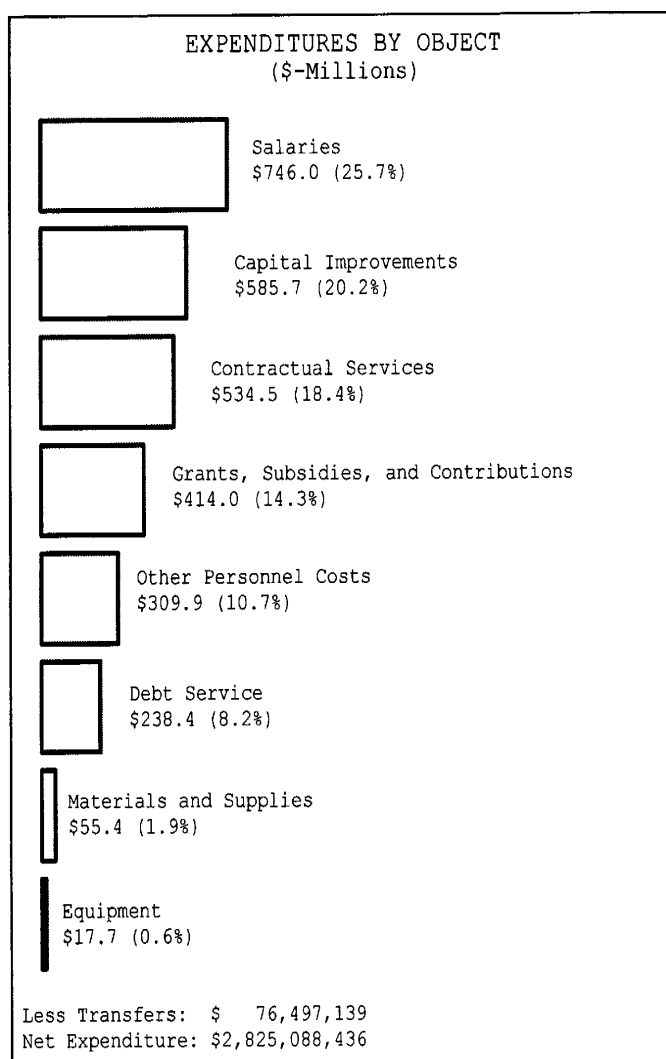 EXPENDITURES BY OBJECT
($-Millions)
Salaries
$746.0 (25.7%)
Capital Improvements
$585.7 (20.2%)
Contractual Services
$534.5 (18.4%)
Grants, Subsidies, and Contributions
$414.0 (14.3%)
Other Personnel Costs
$309.9 (10.7%)
Debt Service
$238.4 (8.2%)
Materials and Supplies
$55.4 (1.9%)
Equipment
$17.7 (0.6%)
Less Transfers: $ 76,497,139
Net Expenditure: $2,825,088,436